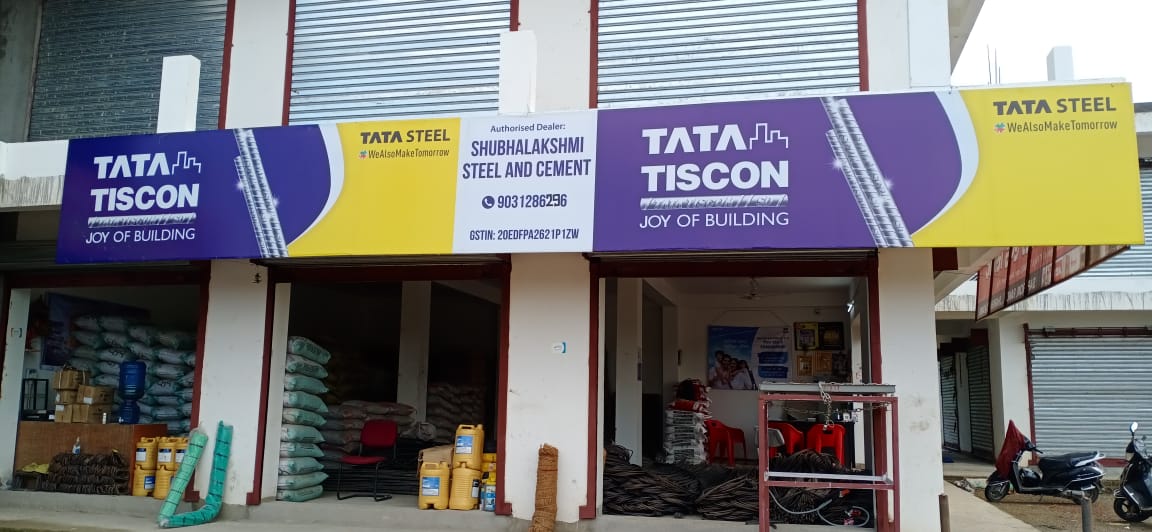 TATA
TISCON
JOY OF BUILDING
TATA STEEL
#WeAlsoMakeTomorrow
Authorised Dealer:
SHUBHALAKSHMI
STEEL AND CEMENT
9031286296
GSTIN: 20EDFPA2621P1ZW
TATA
TISCON
JOY OF BUILDING
TATA STEEL
#WeAlsoMakeTomorrow